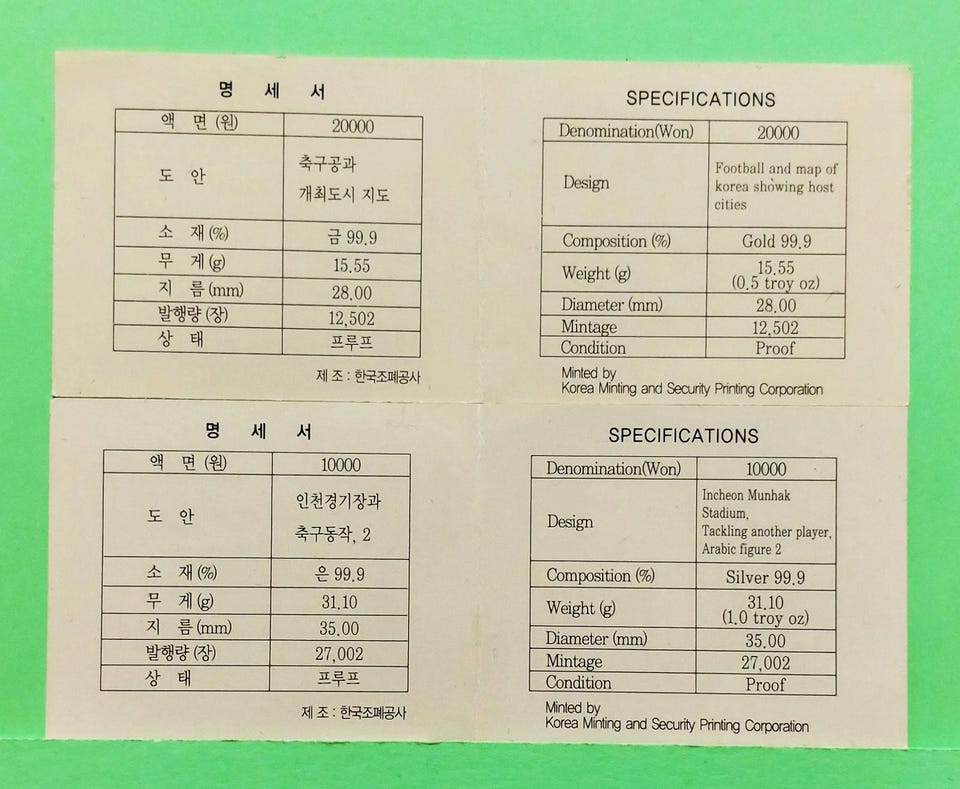 명 세 서
액 면 (원) 20000
도 안 축구공과
개최도시 지도
소 재 (%) 금 99.9
무 게 (g) 15.55
지 름 (mm) 28.00
발행량 (장) 12,502
상 태 프루프
제 조 : 한국조폐공사
SPECIFICATIONS
Denomination(Won) 20000
Design Football and map of
korea showing host
cities
Composition (%) Gold 99.9
Weight (g) 15.55
(0.5 troy oz)
Diameter (mm) 28.00
Mintage 12,502
Condition Proof
Minted by
Korea Minting and Security Printing Corporation
명 세 서
액 면 (원) 10000
도 안 인천경기장과
축구동작, 2
소 재 (%) 은 99.9
무 게 (g) 31.10
지 름 (mm) 35.00
발행량 (장) 27,002
상 태 프루프
제 조 : 한국조폐공사
SPECIFICATIONS
Denomination(Won) 10000
Design Incheon Munhak
Stadium,
Tackling another player,
Arabic figure 2
Composition (%) Silver 99.9
Weight (g) 31.10
(1.0 troy oz)
Diameter (mm) 35.00
Mintage 27,002
Condition Proof
Minted by
Korea Minting and Security Printing Corporation